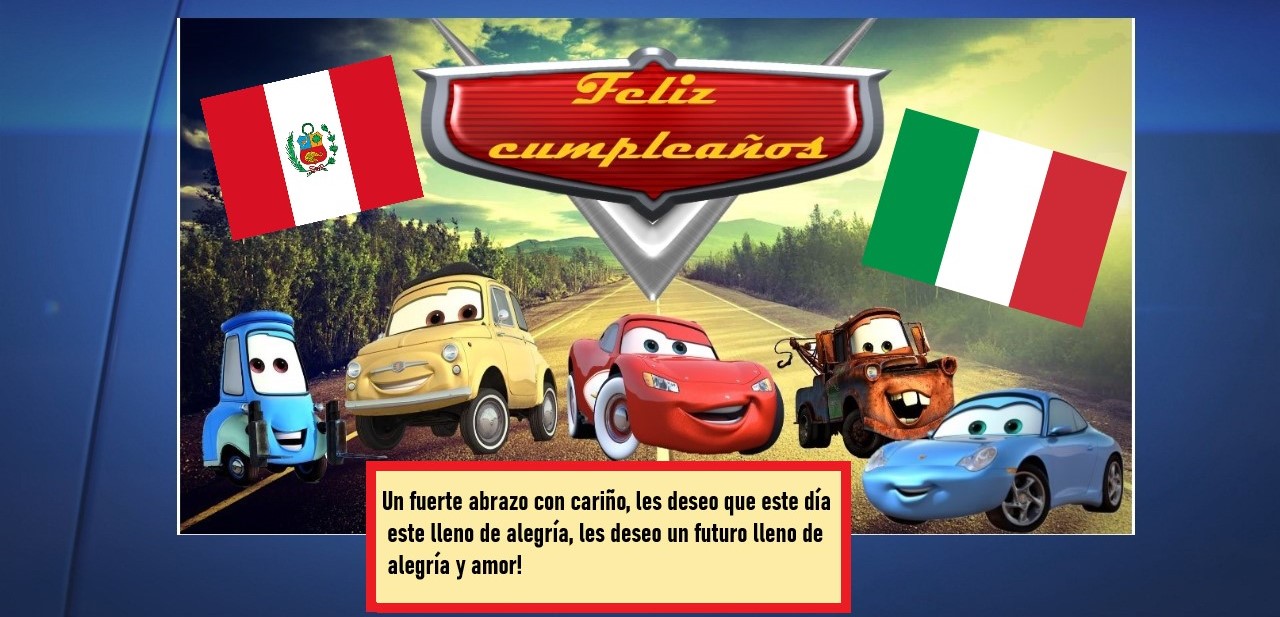 Feliz
cumpleaños
Un fuerte abrazo con cariño, les deseo que este día
este lleno de alegría, les deseo un futuro lleno de
alegría y amor!